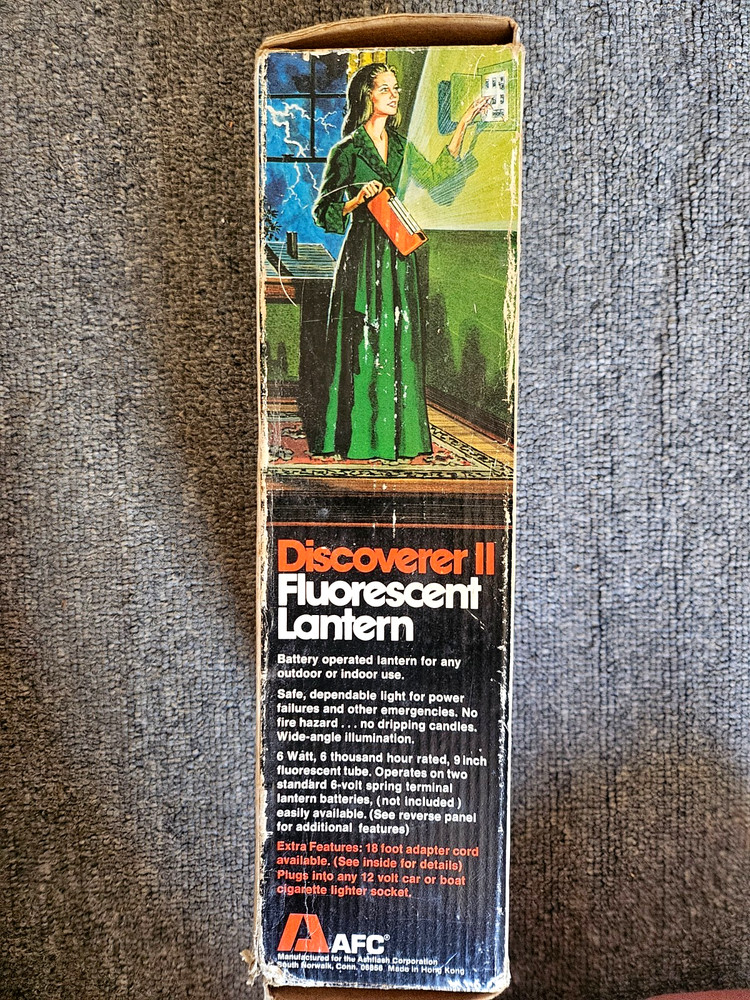 Discoverer II
Fluorescent
Lantern
Battery operated lantern for any
outdoor or indoor use.
Safe, dependable light for power
failures and other emergencies. No
fire hazard . . . no dripping candles.
Wide-angle illumination.
6 Watt, 6 thousand hour rated, 9 inch
fluorescent tube. Operates on two
standard 6-volt spring terminal
lantern batteries, (not included)
easily available. (See reverse panel
for additional features)
Extra Features: 18 foot adapter cord
available. (See inside for details)
Plugs into any 12 volt car or boat
cigarette lighter socket.
AFC®
Manufactured for the Ashflash Corporation
South Norwalk, Conn. 06856 Made in Hong Kong